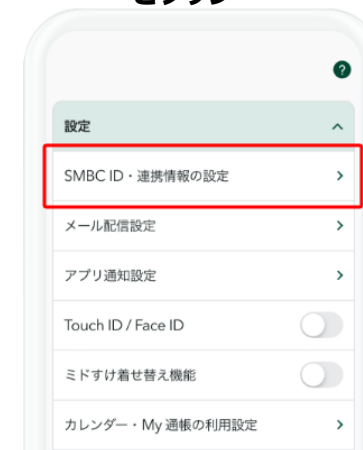 ?
設定
SMBC ID・連携情報の設定
メール配信設定
アプリ通知設定
Touch ID / Face ID
ミドすけ着せ替え機能
カレンダー・My 通帳の利用設定